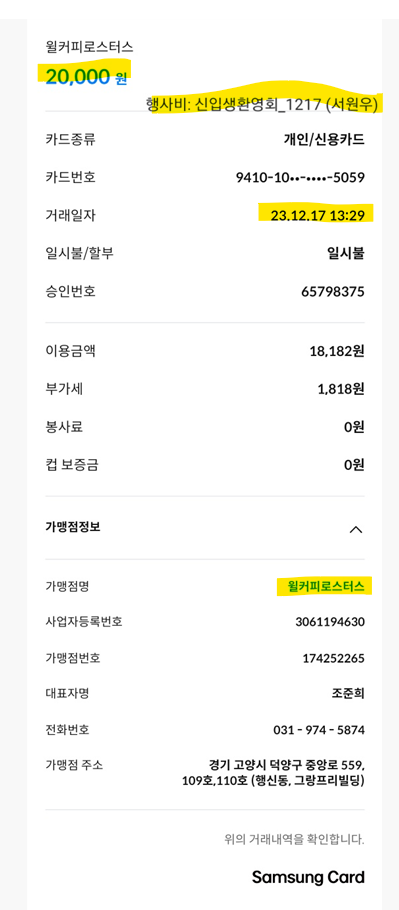 윌커피로스터스
20,000 원
행사비: 신입생환영회_1217 (서원우)
카드종류 개인/신용카드
카드번호 9410-10••-••••-5059
거래일자 23.12.17 13:29
일시불/할부 일시불
승인번호 65798375
이용금액 18,182원
부가세 1,818원
봉사료 0원
컵 보증금 0원
가맹점정보
가맹점명 윌커피로스터스
사업자등록번호 3061194630
가맹점번호 174252265
대표자명 조준희
전화번호 031 - 974 - 5874
가맹점 주소 경기 고양시 덕양구 중앙로 559,
109호,110호 (행신동, 그랑프리빌딩)
위의 거래내역을 확인합니다.
Samsung Card